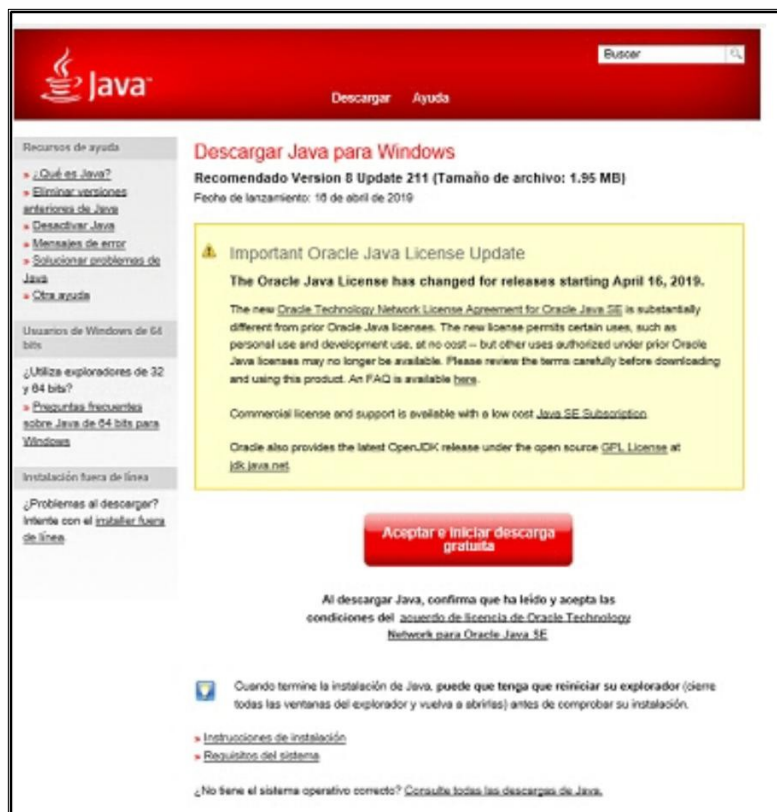 Java
Buscar
Descargar Ayuda
Recursos de ayuda
» ¿Qué es Java?
» Eliminar versiones
anteriores de Java
» Desactivar Java
» Mensajes de error
» Solucionar problemas de
Java
» Otra ayuda
Usuarios de Windows de 64
bits
¿Utiliza exploradores de 32
y 64 bits?
» Preguntas frecuentes
sobre Java de 64 bits para
Windows
Instalación fuera de línea
¿Problemas al descargar?
Intente con el installer fuera
de línea
Descargar Java para Windows
Recomendado Version 8 Update 211 (Tamaño de archivo: 1.95 MB)
Fecha de lanzamiento: 16 de abril de 2019
Important Oracle Java License Update
The Oracle Java License has changed for releases starting April 16, 2019.
The new Oracle Technology Network License Agreement for Oracle Java SE is substantially
different from prior Oracle Java licenses. The new license permits certain uses, such as
personal use and development use, at no cost -- but other uses authorized under prior Oracle
Java licenses may no longer be available. Please review the terms carefully before downloading
and using this product. An FAQ is available here.
Commercial license and support is available with a low cost Java SE Subscription.
Oracle also provides the latest OpenJDK release under the open source GPL License at
jdk.java.net.
Aceptar e iniciar descarga
gratuita
Al descargar Java, confirma que ha leído y acepta las
condiciones del acuerdo de licencia de Oracle Technology
Network para Oracle Java SE
Cuando termine la instalación de Java, puede que tenga que reiniciar su explorador (cierre
todas las ventanas del explorador y vuelva a abrirlas) antes de comprobar su instalación.
» Instrucciones de instalación
» Requisitos del sistema
¿No tiene el sistema operativo correcto? Consulte todas las descargas de Java.